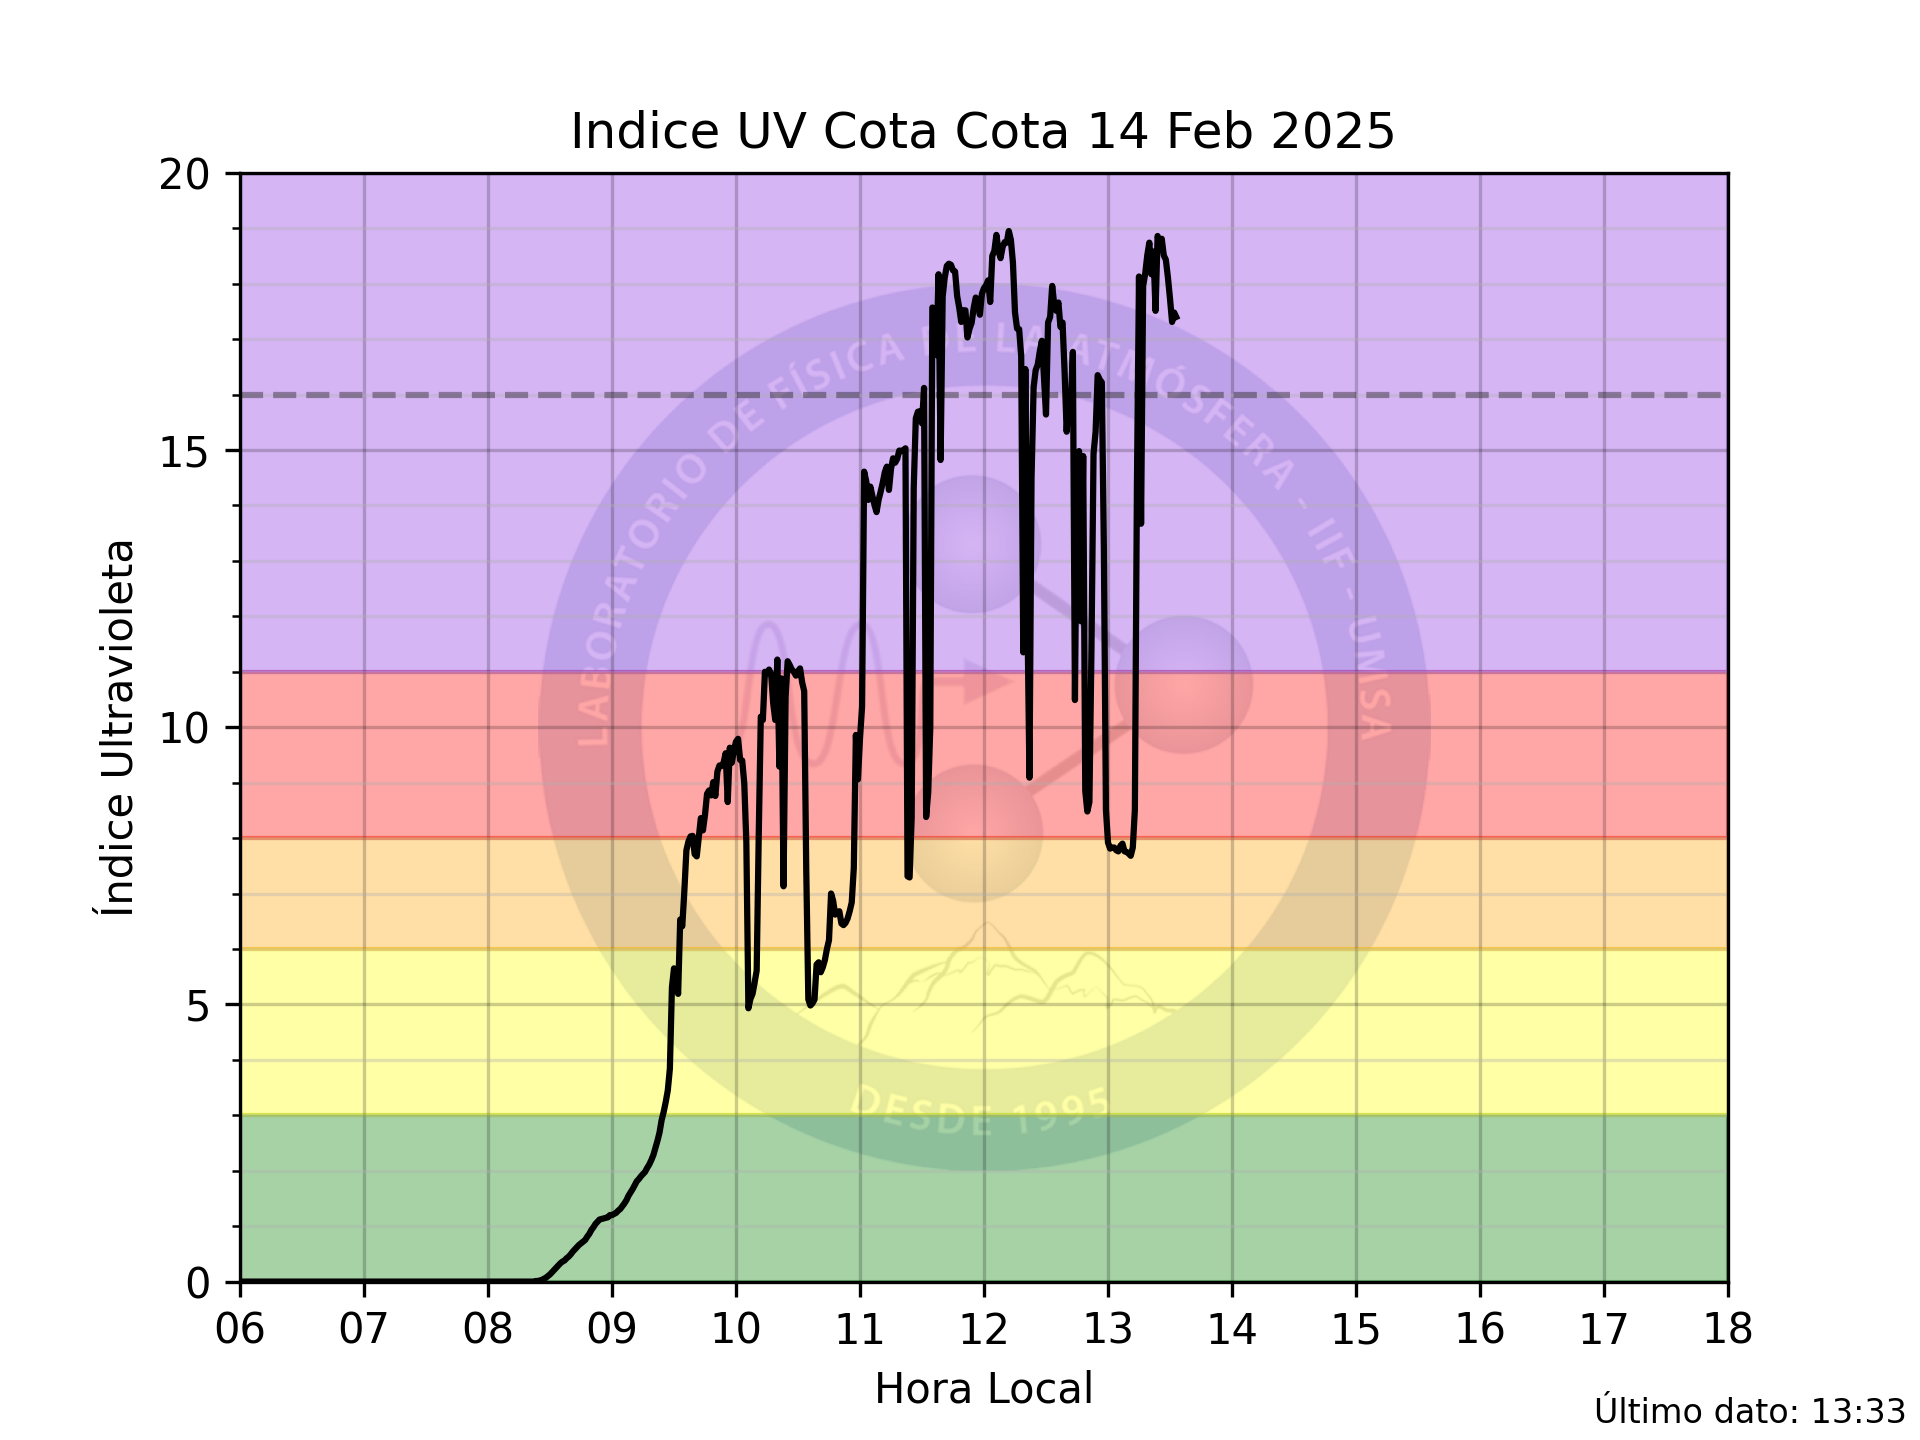 Indice UV Cota Cota 14 Feb 2025
20
15
10
5
0
Índice Ultravioleta
LABORATORIO DE FÍSICA DE LA ATMÓSFERA - IIF - UMSA
DESDE 1995
06 07 08 09 10 11 12 13 14 15 16 17 18
Hora Local
Último dato: 13:33